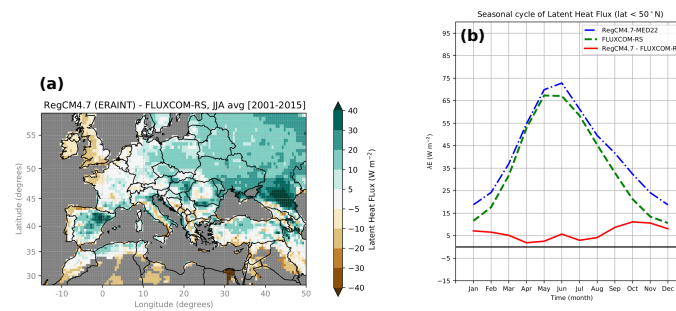 (a)
RegCM4.7 (ERAINT) - FLUXCOM-RS, JJA avg [2001-2015]
55
50
45
40
35
30
Latitude (degrees)
-10
0
10
20
30
40
50
Longitude (degrees)
40
30
20
10
5
−5
−10
−20
−30
−40
Latent Heat Flux (W m⁻²)
Seasonal cycle of Latent Heat Flux (lat < 50°N)
(b)
RegCM4.7-MED22
FLUXCOM-RS
RegCM4.7 - FLUXCOM-R
95
85
75
65
55
45
35
25
15
5
−5
−15
λE (W m⁻²)
Jan Feb Mar Apr May Jun Jul Aug Sep Oct Nov Dec
Time (month)